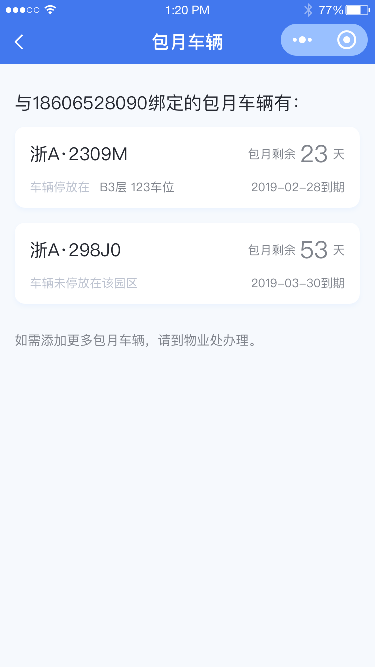 1:20 PM 77%
包月车辆
与18606528090绑定的包月车辆有：
浙A·2309M 包月剩余 23 天
车辆停放在 B3层 123车位 2019-02-28到期
浙A·298J0 包月剩余 53 天
车辆未停放在该园区 2019-03-30到期
如需添加更多包月车辆，请到物业处办理。